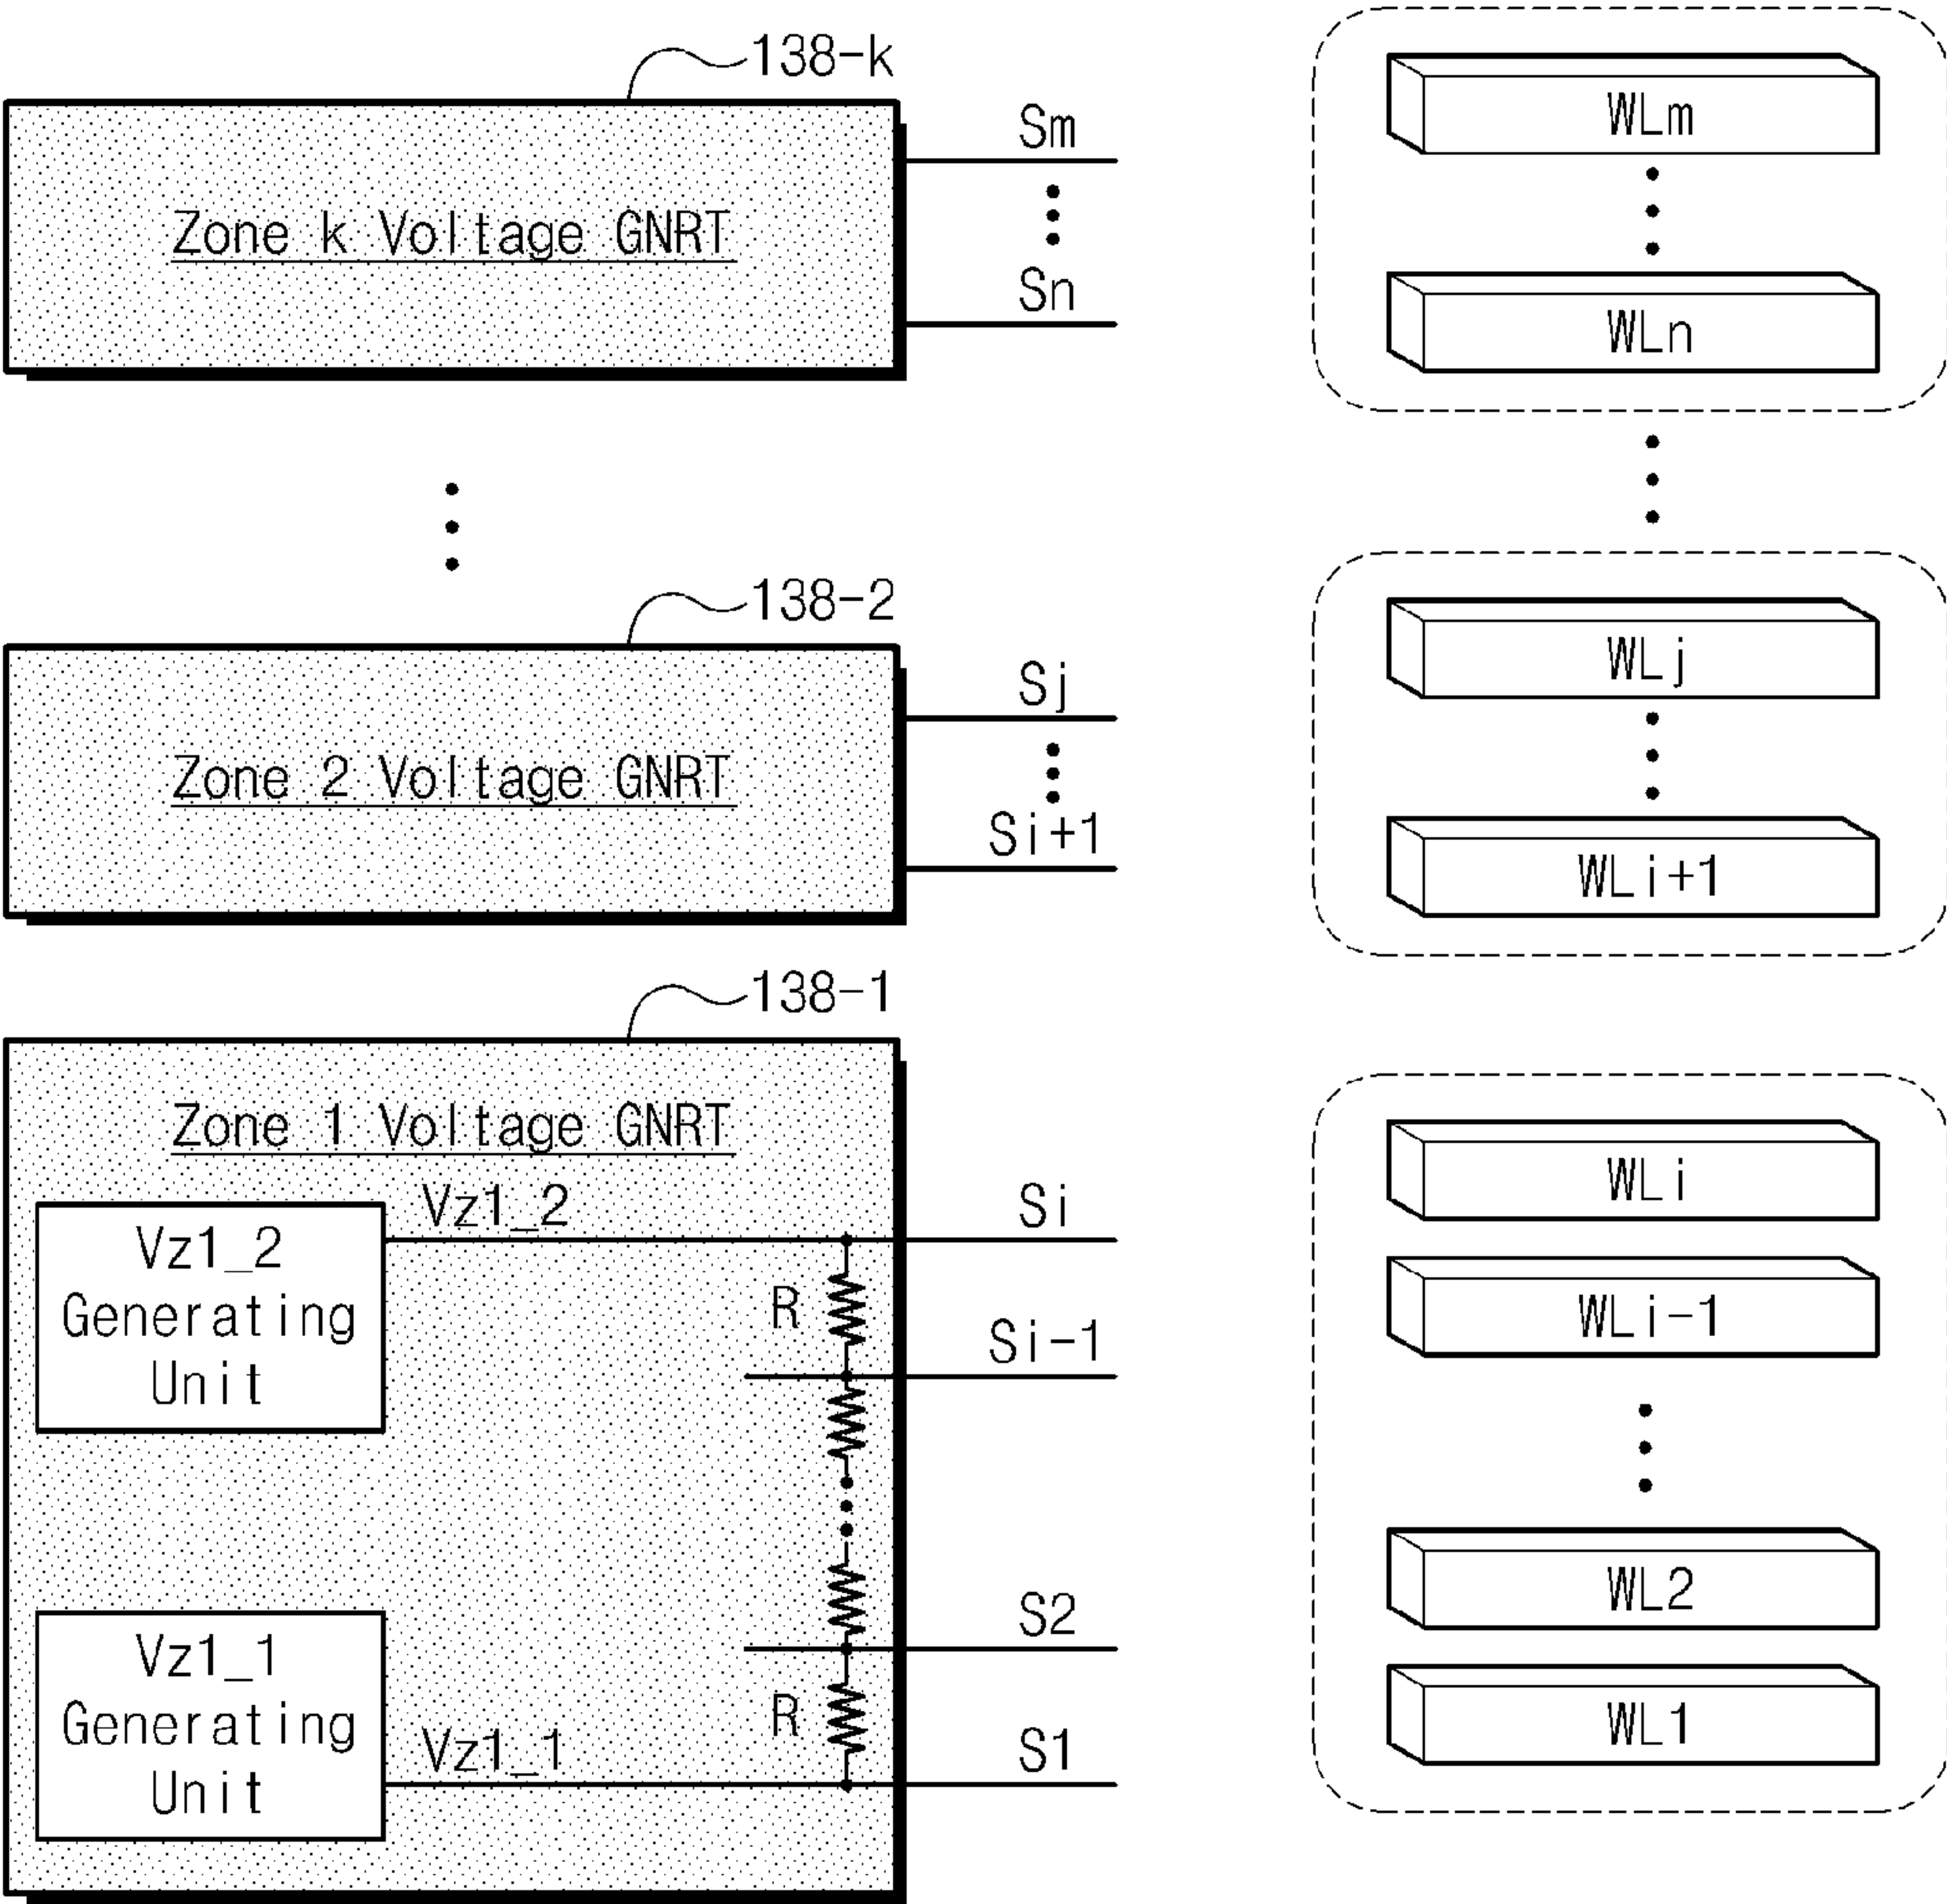 138-k
Sm
WLm
Zone k Voltage GNRT
Sn
WLn
138-2
Sj
WLj
Zone 2 Voltage GNRT
Si+1
WLi+1
138-1
Zone 1 Voltage GNRT
Vz1_2
Si
WLi
Vz1_2
Generating
Unit
R
Si-1
WLi-1
S2
WL2
Vz1_1
Generating
Unit
R
Vz1_1
S1
WL1